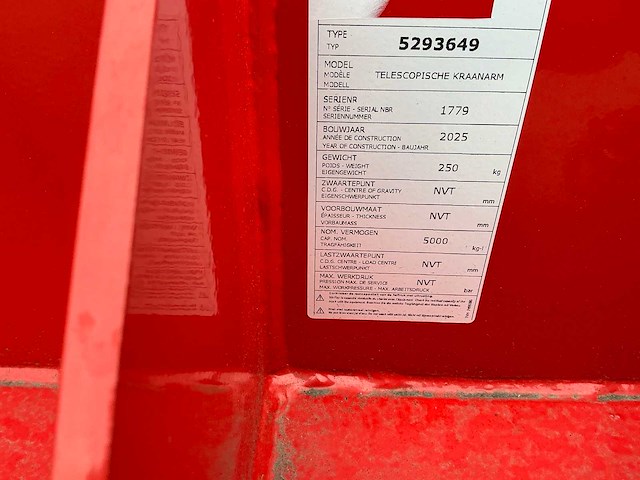 TYPE
TYP
5293649
MODEL
MODÈLE
MODELL
TELESCOPISCHE KRAANARM
SERIENR
N° SÉRIE - SERIAL NBR
SERIENNUMMER
1779
BOUWJAAR
ANNÉE DE CONSTRUCTION
YEAR OF CONSTRUCTION - BAUJAHR
2025
GEWICHT
POIDS - WEIGHT
EIGENGEWICHT
250
kg
ZWAARTEPUNT
C.D.G. - CENTRE OF GRAVITY
EIGENSCHWERPUNKT
NVT
mm
VOORBOUWMAAT
ÉPAISSEUR - THICKNESS
VORBAUMASS
NVT
mm
NOM. VERMOGEN
CAP. NOM.
TRAGFÄHIGKEIT
5000
kg-l
LASTZWAARTEPUNT
C.D.G. CENTRE - LOAD CENTRE
LASTSCHWERPUNKT
NVT
mm
MAX. WERKDRUK
PRESSION MAX. DE SERVICE
MAX. WORKPRESSURE - MAX. ARBEITSDRUCK
NVT
bar